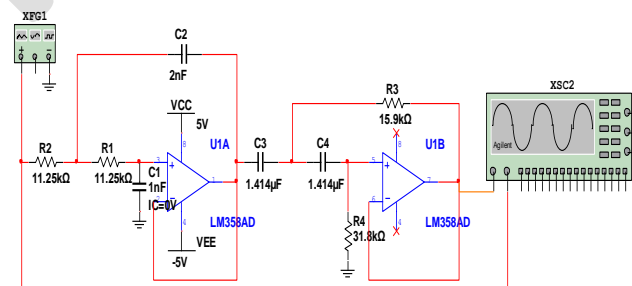 XFG1
C2
2nF
XSC2
R3
15.9kΩ
VCC
5V
U1A
U1B
Agilent
R2
R1
C3
C4
11.25kΩ
11.25kΩ
C1
1nF
IC=0V
1.414µF
1.414µF
3
2
8
4
1
5
6
8
4
7
LM358AD
LM358AD
VEE
-5V
R4
31.8kΩ